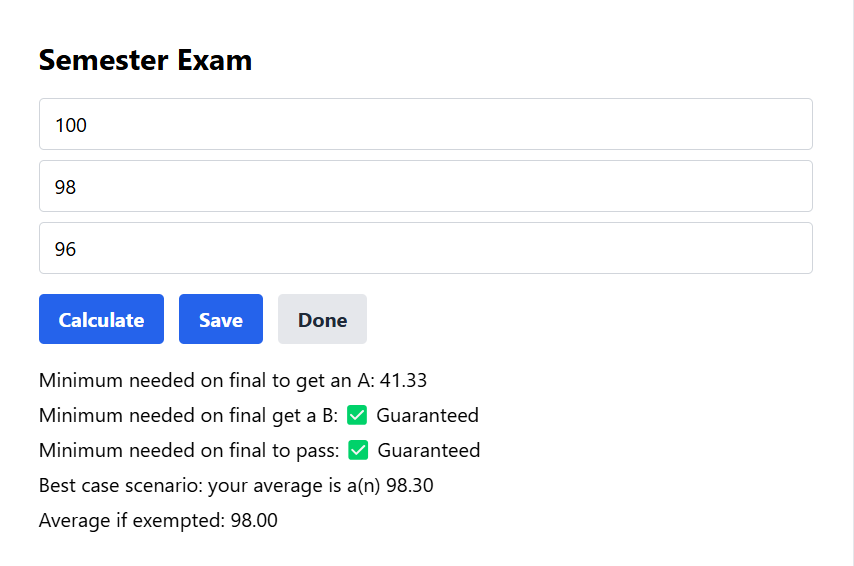 Semester Exam
100
98
96
Calculate Save Done
Minimum needed on final to get an A: 41.33
Minimum needed on final get a B: ✅ Guaranteed
Minimum needed on final to pass: ✅ Guaranteed
Best case scenario: your average is a(n) 98.30
Average if exempted: 98.00